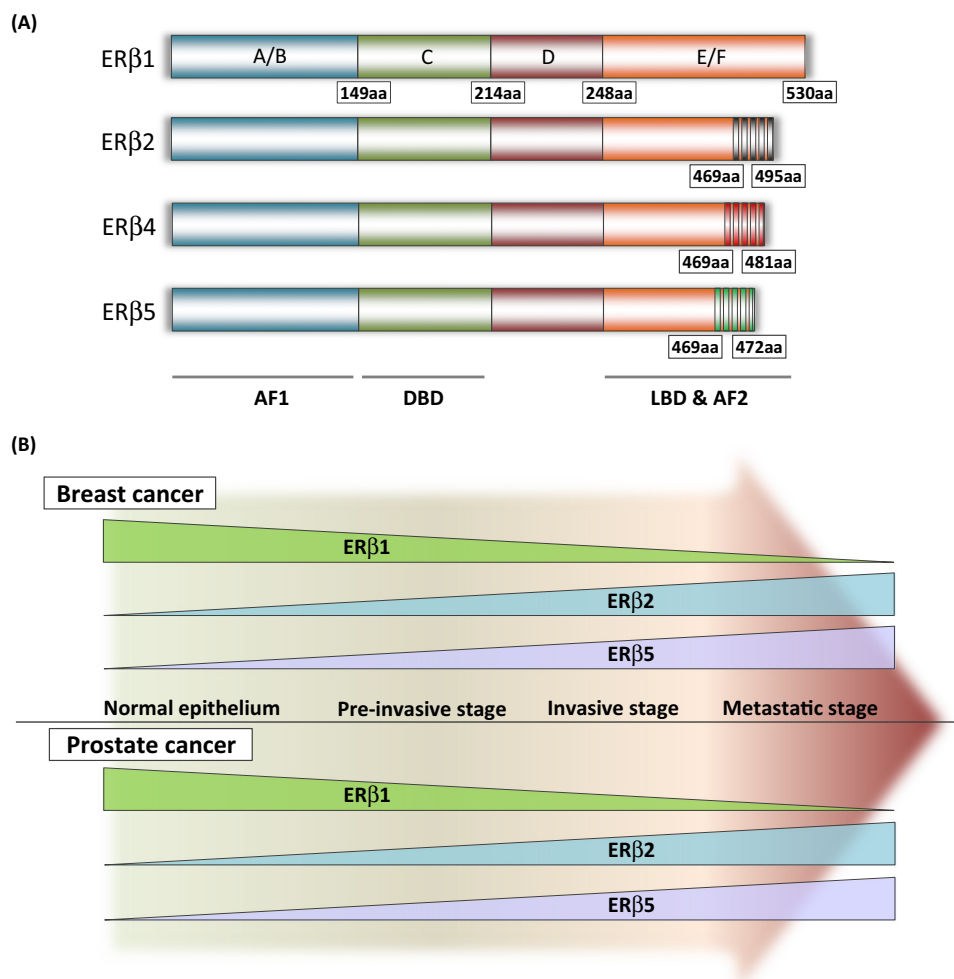 (A)
ERβ1
A/B C D E/F
149aa 214aa 248aa 530aa
ERβ2
469aa 495aa
ERβ4
469aa 481aa
ERβ5
469aa 472aa
AF1 DBD LBD & AF2
(B)
Breast cancer
ERβ1
ERβ2
ERβ5
Normal epithelium Pre-invasive stage Invasive stage Metastatic stage
Prostate cancer
ERβ1
ERβ2
ERβ5